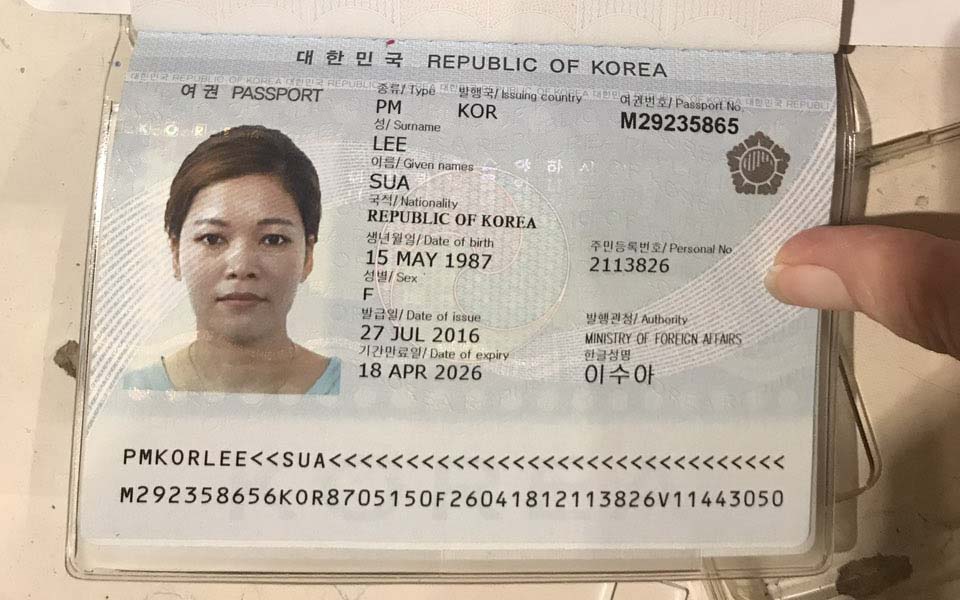 대한민국 REPUBLIC OF KOREA
여권 PASSPORT
종류/ Type 발행국/ Issuing country 여권번호/ Passport No.
PM KOR M29235865
성/ Surname
LEE
이름/ Given names
SUA
국적/ Nationality
REPUBLIC OF KOREA
생년월일/ Date of birth 주민등록번호/ Personal No.
15 MAY 1987 2113826
성별/ Sex
F
발급일/ Date of issue 발행관청/ Authority
27 JUL 2016 MINISTRY OF FOREIGN AFFAIRS
기간만료일/ Date of expiry 한글성명
18 APR 2026 이수아
PMKORLEE<<SUA<<<<<<<<<<<<<<<<<<<<<<<<<<<<<<<
M292358656KOR8705150F26041812113826V11443050